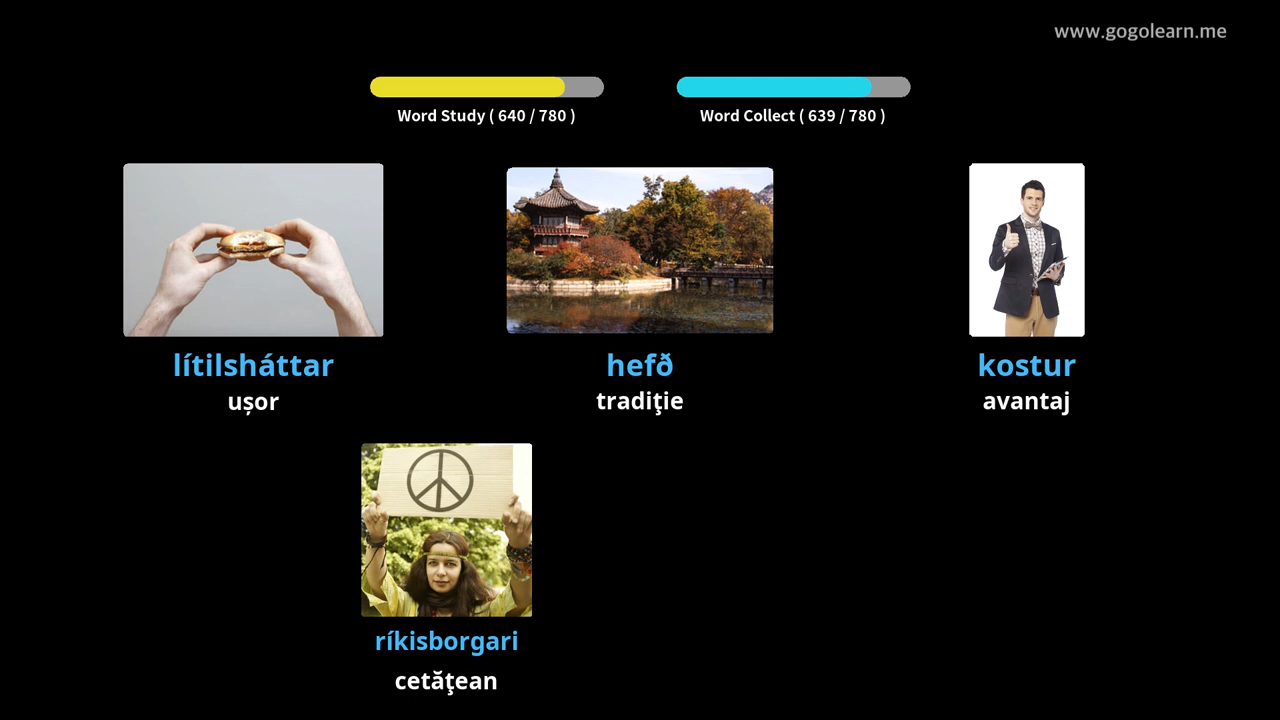 www.gogolearn.me
Word Study ( 640 / 780 )
Word Collect ( 639 / 780 )
lítilsháttar
ușor
hefð
tradiţie
kostur
avantaj
ríkisborgari
cetăţean